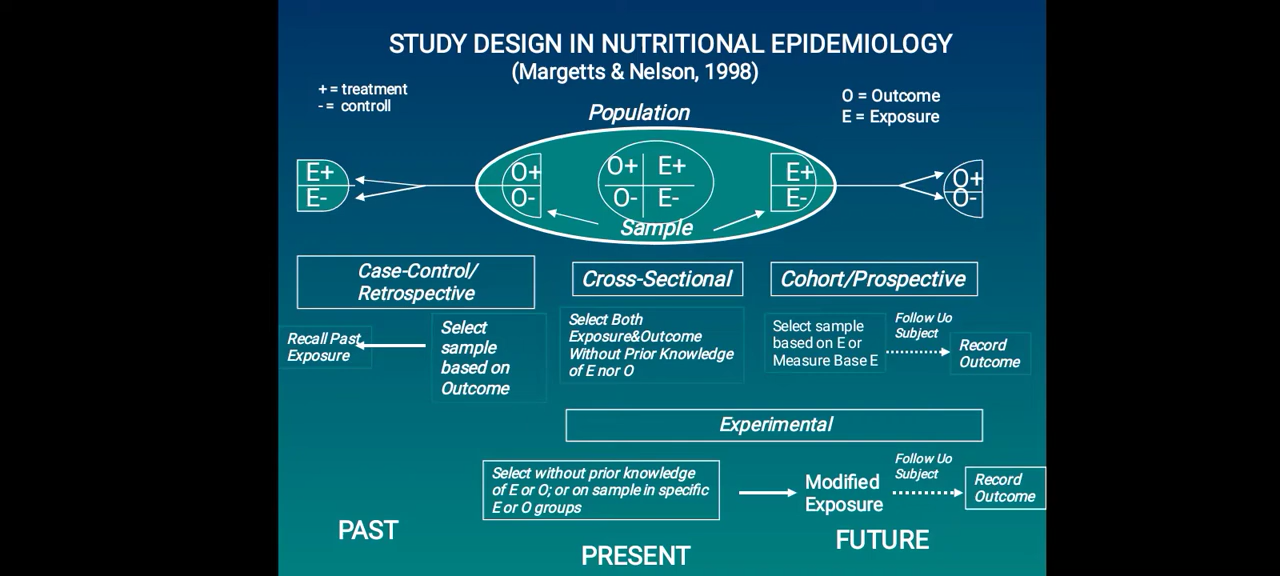 STUDY DESIGN IN NUTRITIONAL EPIDEMIOLOGY
(Margetts & Nelson, 1998)
+ = treatment
- = controll
O = Outcome
E = Exposure
Population
E+
E-
O+
O-
O+ E+
O- E-
E+
E-
O+
O-
Sample
Case-Control/
Retrospective
Cross-Sectional
Cohort/Prospective
Recall Past
Exposure
Select
sample
based on
Outcome
Select Both
Exposure&Outcome
Without Prior Knowledge
of E nor O
Select sample
based on E or
Measure Base E
Follow Uo
Subject
Record
Outcome
Experimental
Select without prior knowledge
of E or O; or on sample in specific
E or O groups
Modified
Exposure
Follow Uo
Subject
Record
Outcome
PAST
PRESENT
FUTURE